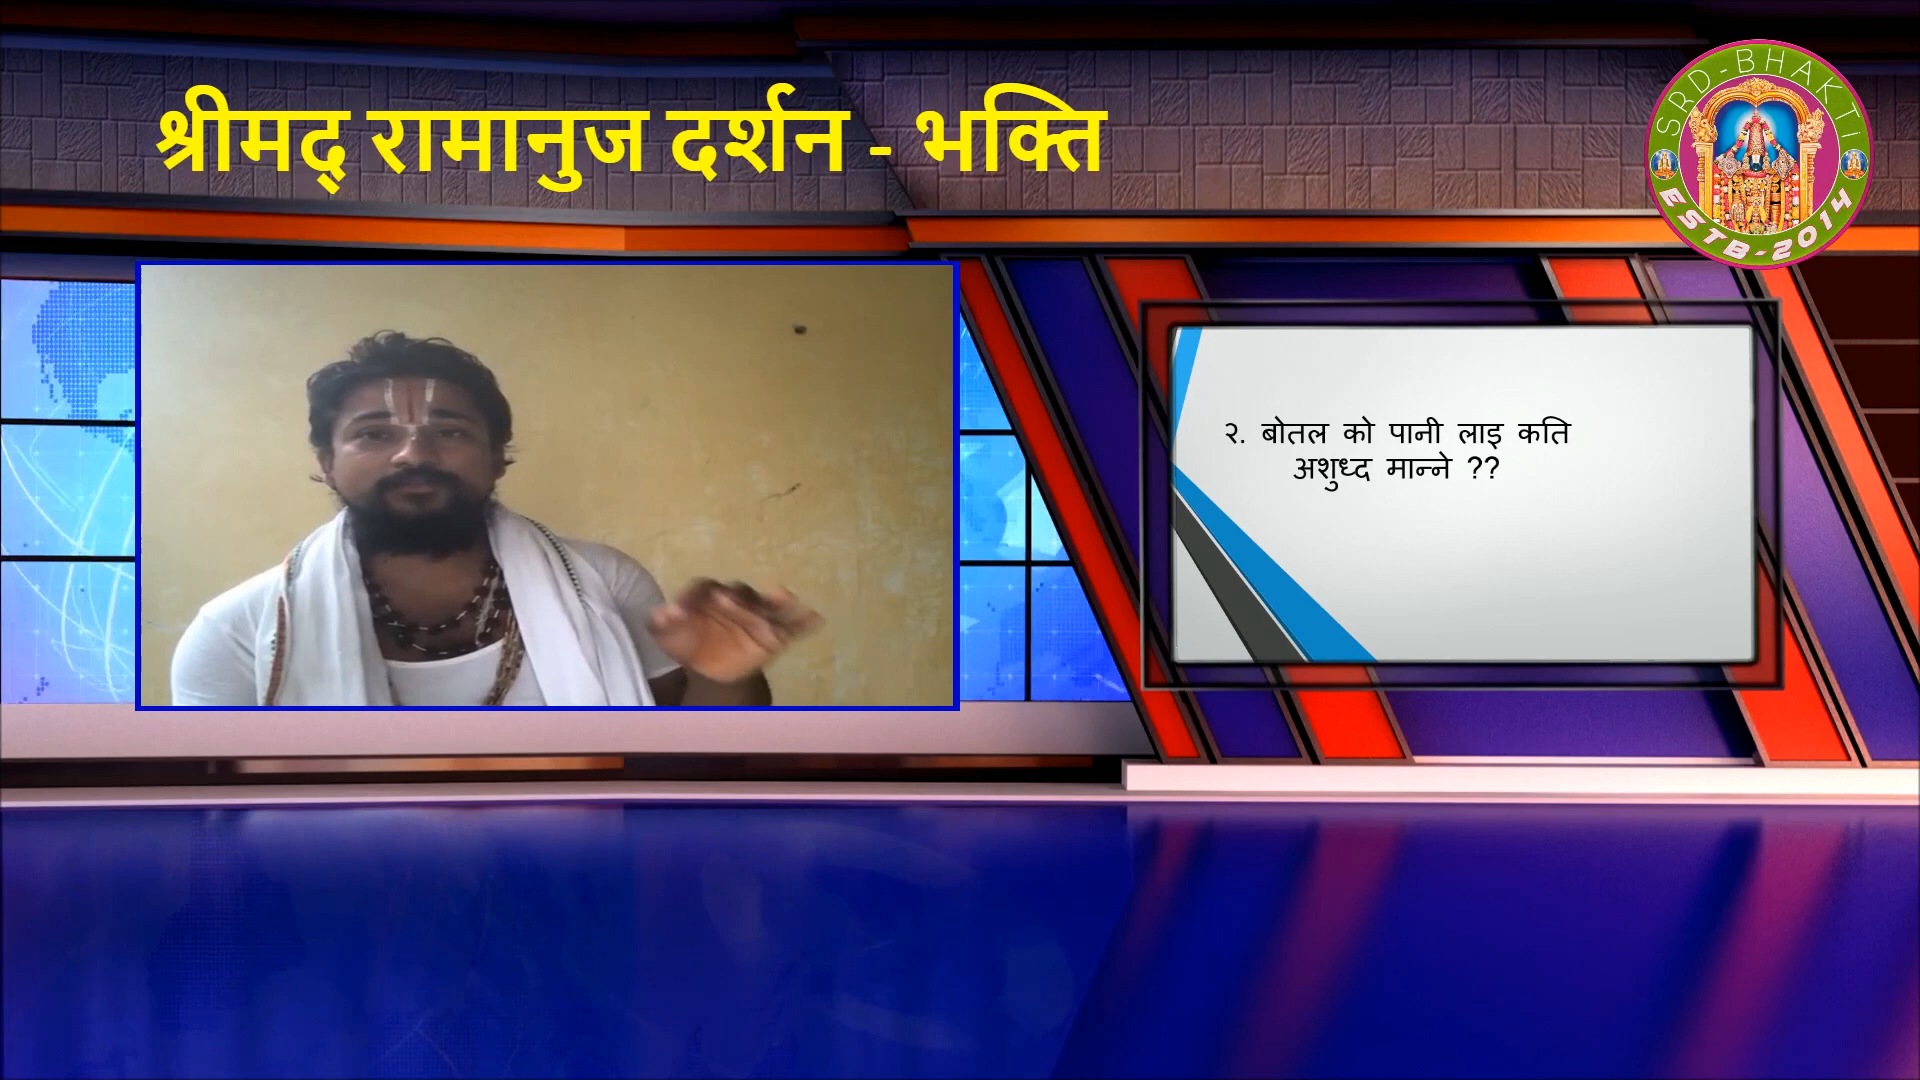 श्रीमद् रामानुज दर्शन - भक्ति
SRD-BHAKTI
ESTB-2014
२. बोतल को पानी लाइ कति
अशुध्द मान्ने ??